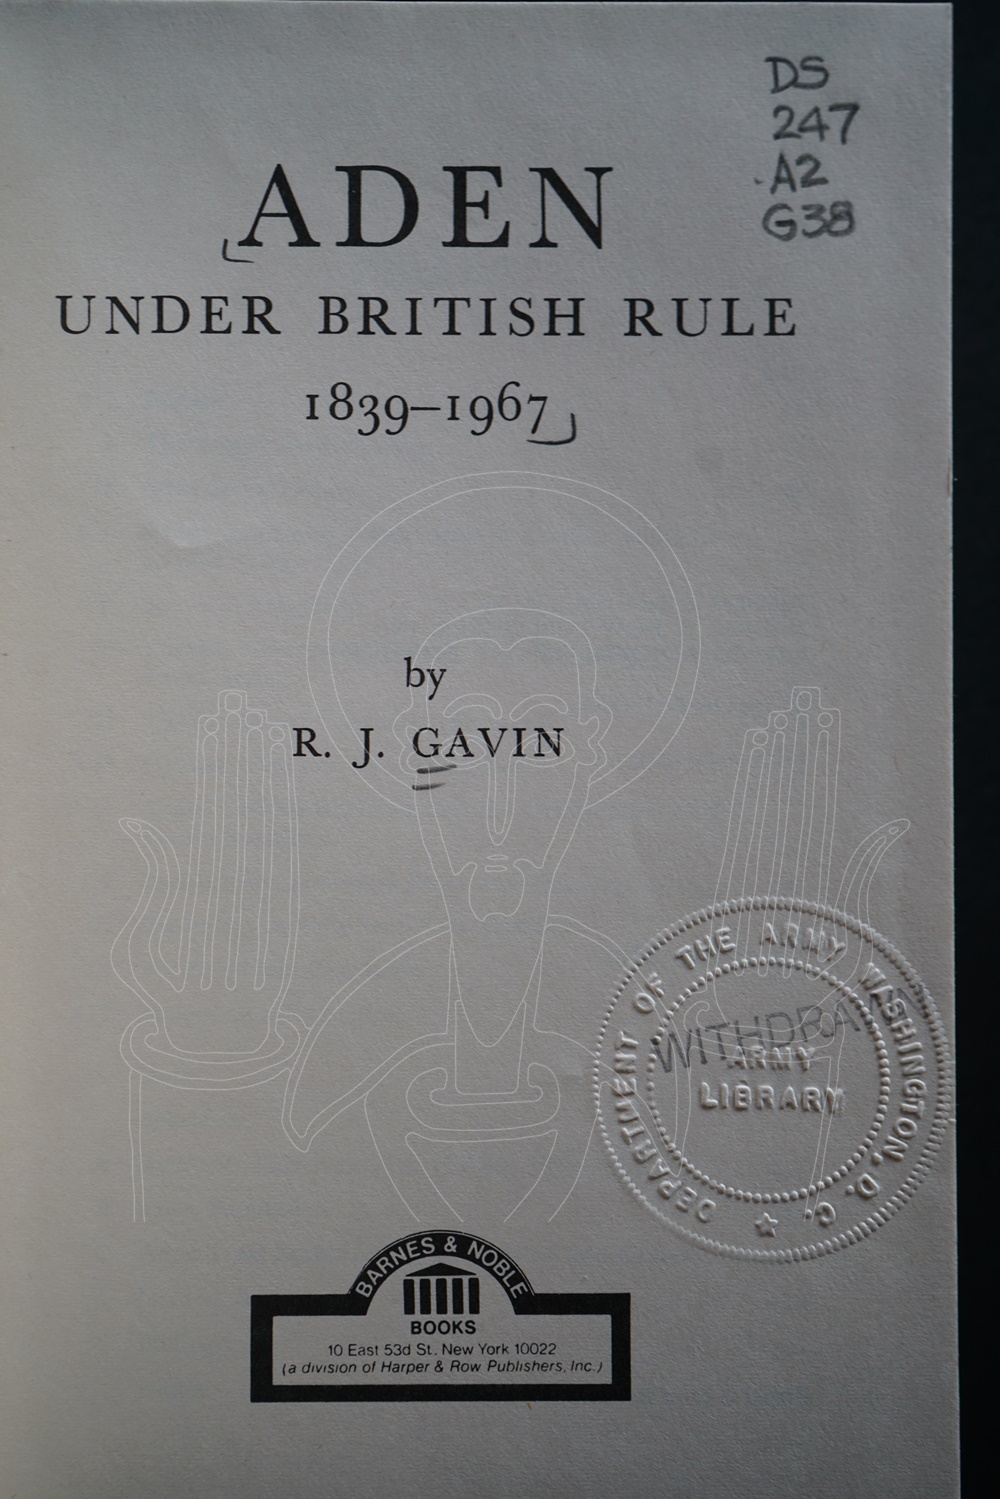 DS
247
.A2
G38
ADEN
UNDER BRITISH RULE
1839–1967
by
R. J. GAVIN
DEPARTMENT OF THE ARMY WASHINGTON, D. C.
ARMY
LIBRARY
BARNES & NOBLE
BOOKS
10 East 53d St. New York 10022
(a division of Harper & Row Publishers, Inc.)